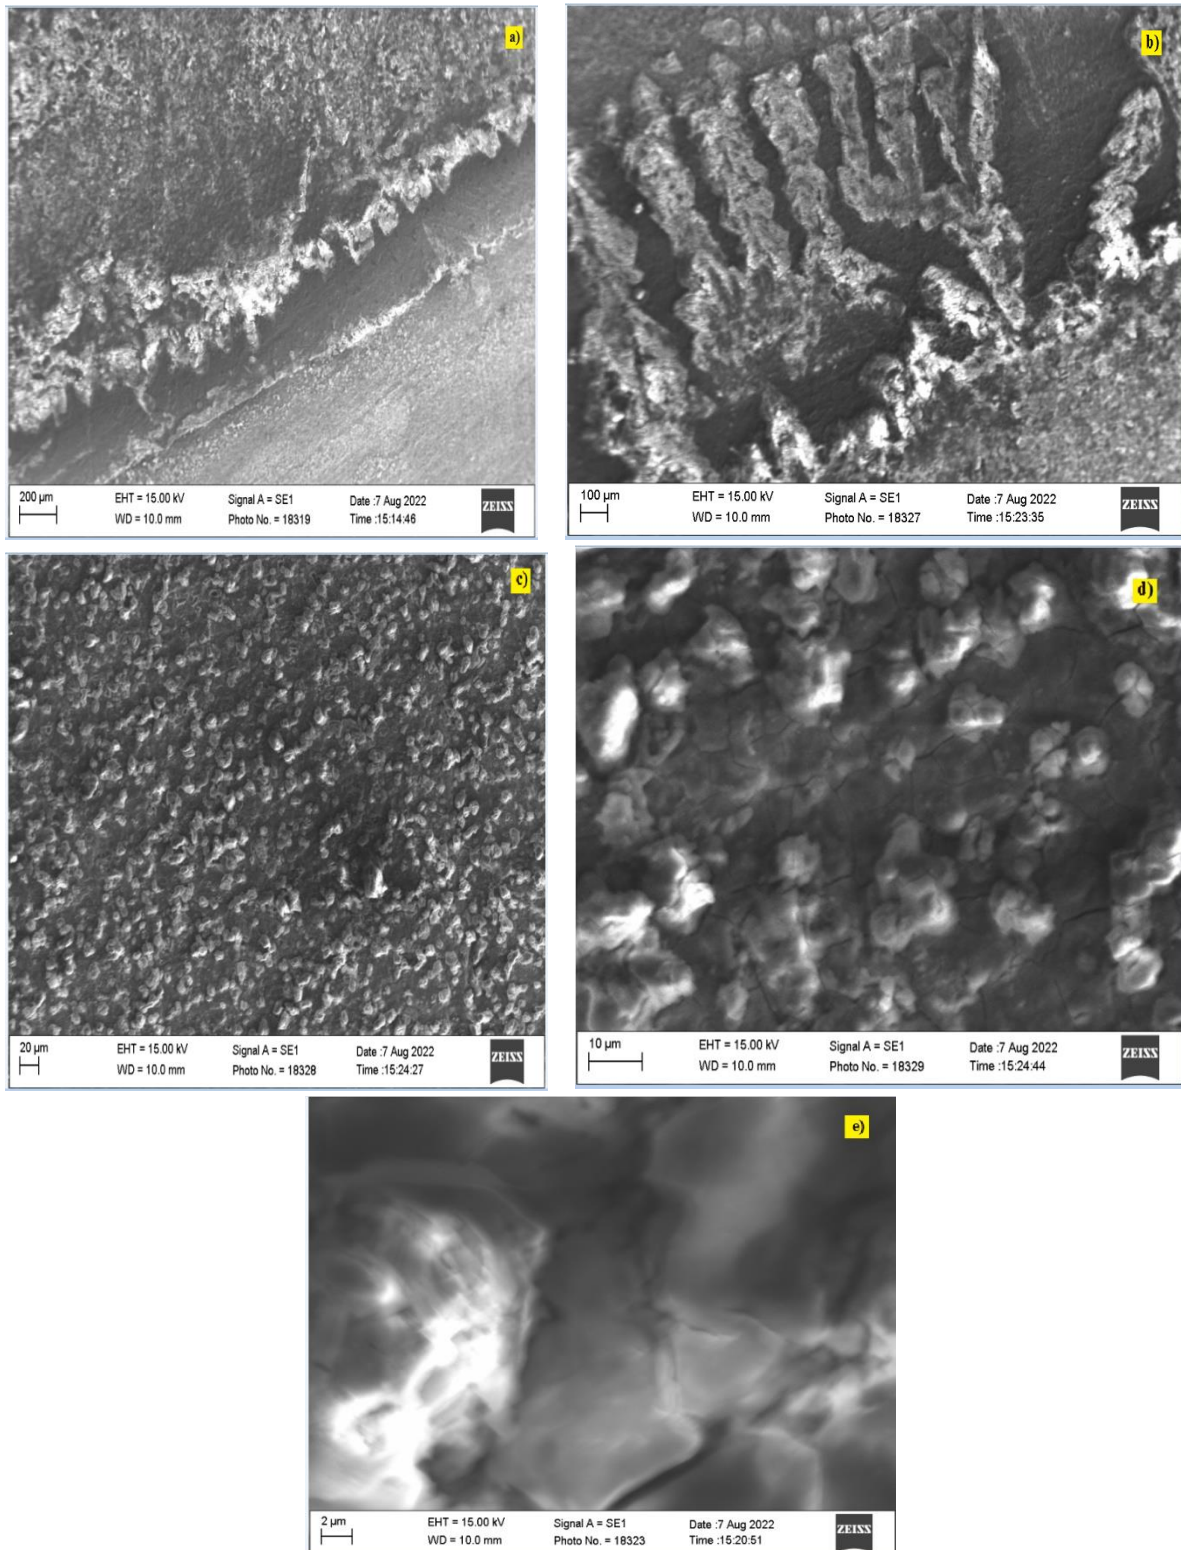 a)
200 µm
EHT = 15.00 kV
Signal A = SE1
Date :7 Aug 2022
WD = 10.0 mm
Photo No. = 18319
Time :15:14:46
ZEISS
b)
100 µm
EHT = 15.00 kV
Signal A = SE1
Date :7 Aug 2022
WD = 10.0 mm
Photo No. = 18327
Time :15:23:35
ZEISS
c)
20 µm
EHT = 15.00 kV
Signal A = SE1
Date :7 Aug 2022
WD = 10.0 mm
Photo No. = 18328
Time :15:24:27
ZEISS
d)
10 µm
EHT = 15.00 kV
Signal A = SE1
Date :7 Aug 2022
WD = 10.0 mm
Photo No. = 18329
Time :15:24:44
ZEISS
e)
2 µm
EHT = 15.00 kV
Signal A = SE1
Date :7 Aug 2022
WD = 10.0 mm
Photo No. = 18323
Time :15:20:51
ZEISS